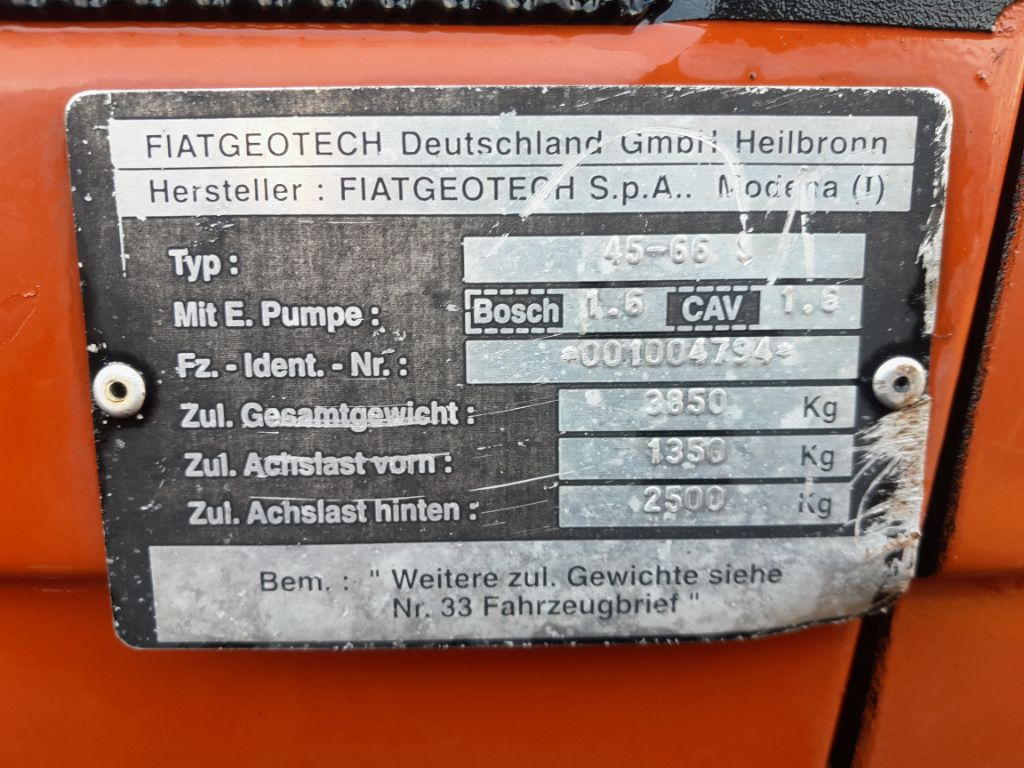 FIATGEOTECH Deutschland GmbH Heilbronn
Hersteller : FIATGEOTECH S.p.A.. Modena (I)
Typ : 45-66 S
Mit E. Pumpe : Bosch 1.6 CAV 1.6
Fz. - Ident. - Nr. : *001004794*
Zul. Gesamtgewicht : 3850 Kg
Zul. Achslast vorn : 1350 Kg
Zul. Achslast hinten : 2500 Kg
Bem. : " Weitere zul. Gewichte siehe
Nr. 33 Fahrzeugbrief "